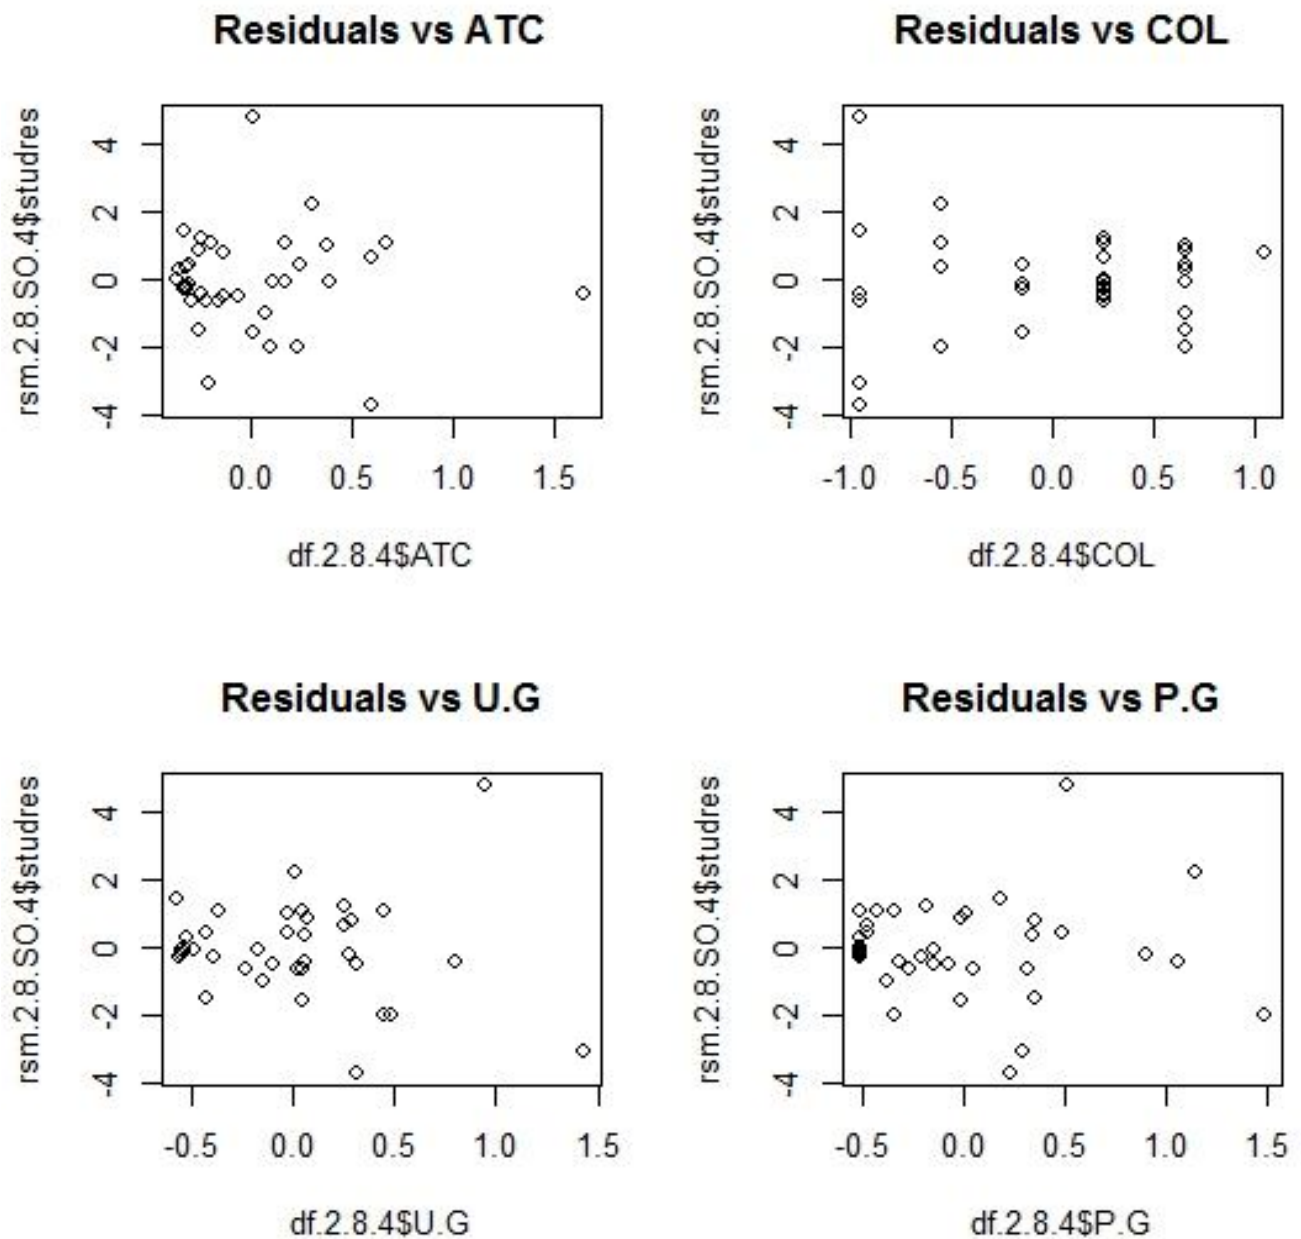 Residuals vs ATC
rsm.2.8.SO.4$studres
4
2
0
-2
-4
0.0 0.5 1.0 1.5
df.2.8.4$ATC
Residuals vs COL
rsm.2.8.SO.4$studres
4
2
0
-2
-4
-1.0 -0.5 0.0 0.5 1.0
df.2.8.4$COL
Residuals vs U.G
rsm.2.8.SO.4$studres
4
2
0
-2
-4
-0.5 0.0 0.5 1.0 1.5
df.2.8.4$U.G
Residuals vs P.G
rsm.2.8.SO.4$studres
4
2
0
-2
-4
-0.5 0.0 0.5 1.0 1.5
df.2.8.4$P.G